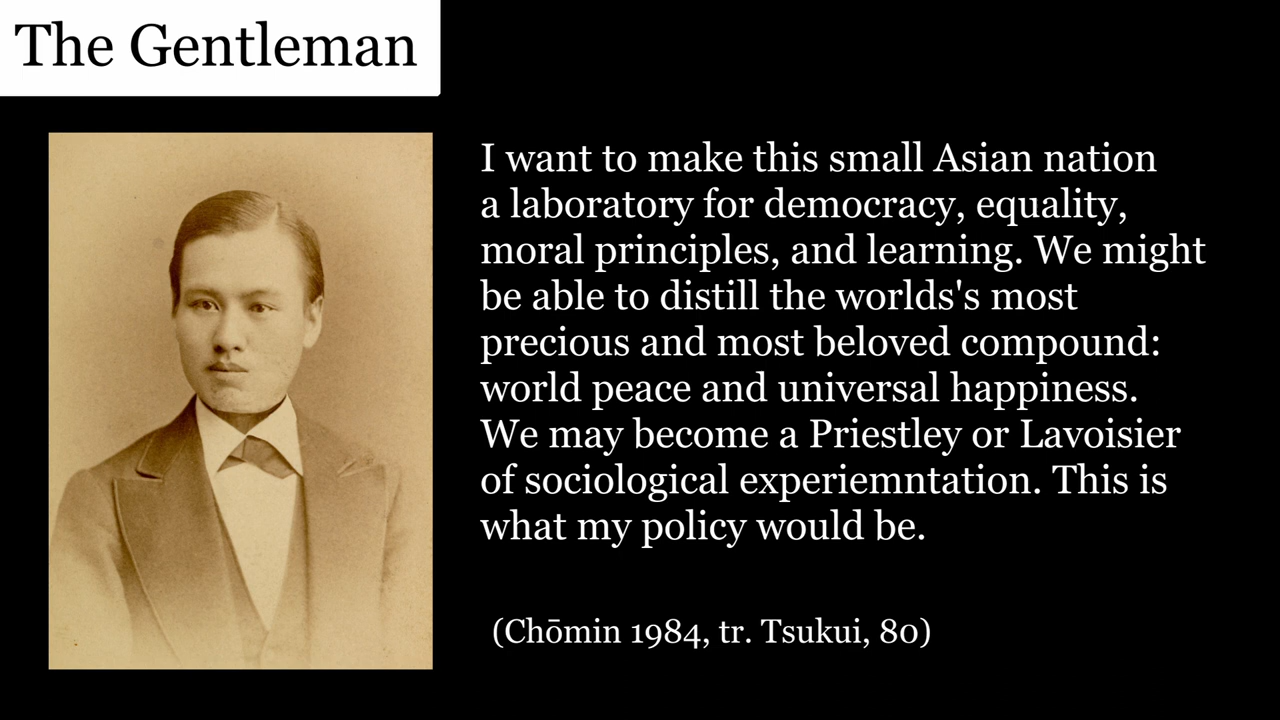 The Gentleman
I want to make this small Asian nation
a laboratory for democracy, equality,
moral principles, and learning. We might
be able to distill the worlds's most
precious and most beloved compound:
world peace and universal happiness.
We may become a Priestley or Lavoisier
of sociological experiemntation. This is
what my policy would be.
(Chōmin 1984, tr. Tsukui, 80)